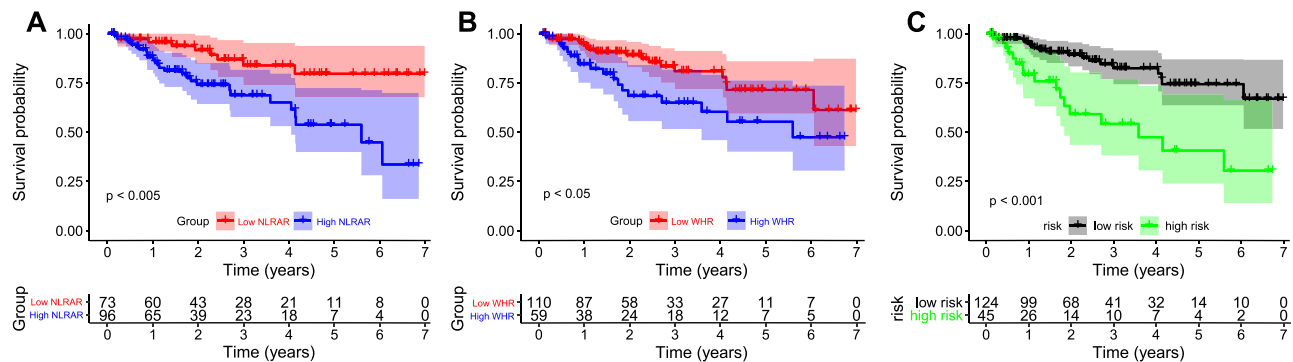 A
Survival probability
1.00
0.75
0.50
0.25
0.00
p < 0.005
Group Low NLRAR High NLRAR
0 1 2 3 4 5 6 7
Time (years)
Group
Low NLRAR 73 60 43 28 21 11 8 0
High NLRAR 96 65 39 23 18 7 4 0
0 1 2 3 4 5 6 7
Time (years)
B
Survival probability
1.00
0.75
0.50
0.25
0.00
p < 0.05
Group Low WHR High WHR
0 1 2 3 4 5 6 7
Time (years)
Group
Low WHR 110 87 58 33 27 11 7 0
High WHR 59 38 24 18 12 7 5 0
0 1 2 3 4 5 6 7
Time (years)
C
Survival probability
1.00
0.75
0.50
0.25
0.00
p < 0.001
risk low risk high risk
0 1 2 3 4 5 6 7
Time (years)
risk
low risk 124 99 68 41 32 14 10 0
high risk 45 26 14 10 7 4 2 0
0 1 2 3 4 5 6 7
Time (years)